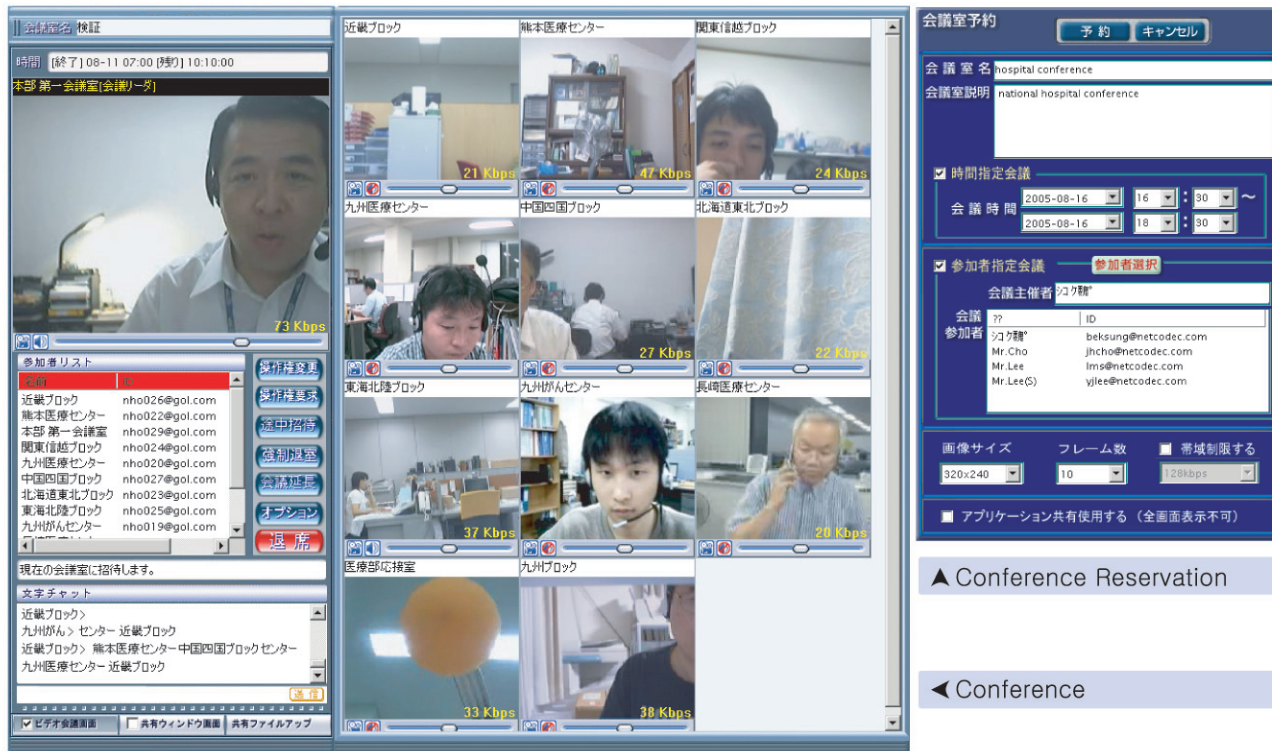 会議室名 検証
時間 [終了] 08-11 07:00 [残り] 10:10:00
本部 第一会議室[会議リーダ]
73 Kbps
参加者リスト
名前 ID
近畿ブロック nho026@gol.com
熊本医療センター nho022@gol.com
本部 第一会議室 nho029@gol.com
関東信越ブロック nho024@gol.com
九州医療センター nho020@gol.com
中国四国ブロック nho027@gol.com
北海道東北ブロック nho023@gol.com
東海北陸ブロック nho025@gol.com
九州がんセンター nho019@gol.com
操作権変更
操作権要求
途中招待
強制退室
会議延長
オプション
退 席
現在の会議室に招待します。
文字チャット
近畿ブロック>
九州がん> センター 近畿ブロック
近畿ブロック> 熊本医療センター中国四国ブロックセンター
九州医療センター 近畿ブロック
送信
ビデオ会議画面 共有ウィンドウ画面 共有ファイルアップ
近畿ブロック 熊本医療センター 関東信越ブロック
21 Kbps 47 Kbps 24 Kbps
九州医療センター 中国四国ブロック 北海道東北ブロック
27 Kbps 22 Kbps
東海北陸ブロック 九州がんセンター 長崎医療センター
37 Kbps 20 Kbps
医療部応接室 九州ブロック
33 Kbps 38 Kbps
会議室予約
予 約 キャンセル
会 議 室 名 hospital conference
会議室説明 national hospital conference
時間指定会議
会 議 時 間 2005-08-16 16 : 30 ～
2005-08-16 18 : 30
参加者指定会議 参加者選択
会議主催者
会議
参加者
?? ID
beksung@netcodec.com
Mr.Cho jhcho@netcodec.com
Mr.Lee lms@netcodec.com
Mr.Lee(S) yjlee@netcodec.com
画像サイズ フレーム数 帯域制限する
320x240 10 128kbps
アプリケーション共有使用する（全画面表示不可）
▲ Conference Reservation
◀ Conference